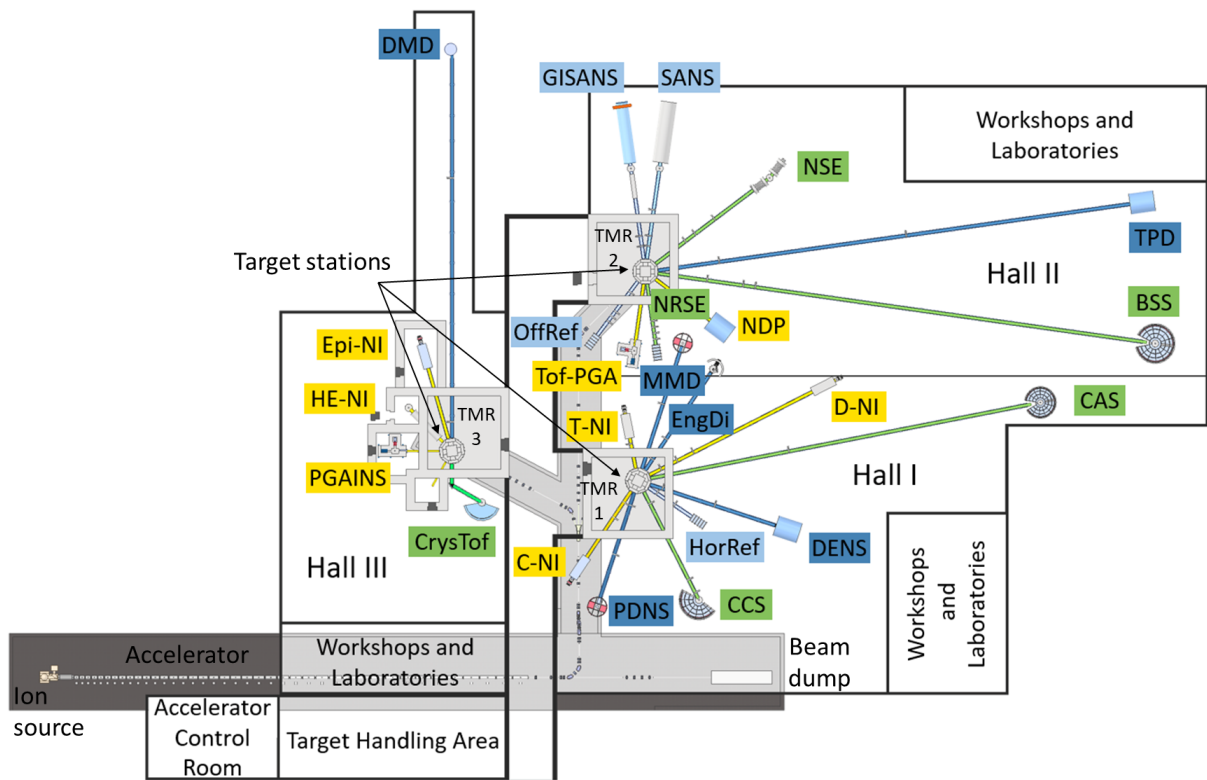 DMD
GISANS
SANS
Workshops and
Laboratories
NSE
TPD
TMR
2
Target stations
Hall II
BSS
NRSE
NDP
OffRef
Epi-NI
Tof-PGA
MMD
HE-NI
TMR
3
T-NI
EngDi
D-NI
CAS
PGAINS
TMR
1
Hall I
CrysTof
HorRef
DENS
C-NI
Hall III
PDNS
CCS
Workshops
and
Laboratories
Accelerator
Workshops and
Laboratories
Beam
dump
Ion
source
Accelerator
Control
Room
Target Handling Area